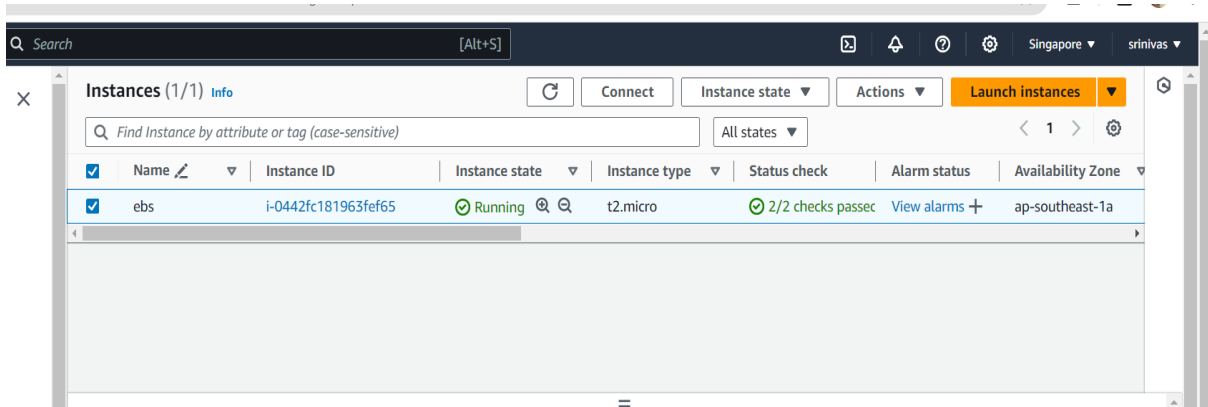 Search [Alt+S] Singapore srinivas
Instances (1/1) Info Connect Instance state Actions Launch instances
Find Instance by attribute or tag (case-sensitive) All states 1
Name Instance ID Instance state Instance type Status check Alarm status Availability Zone
ebs i-0442fc181963fef65 Running t2.micro 2/2 checks passec View alarms ap-southeast-1a